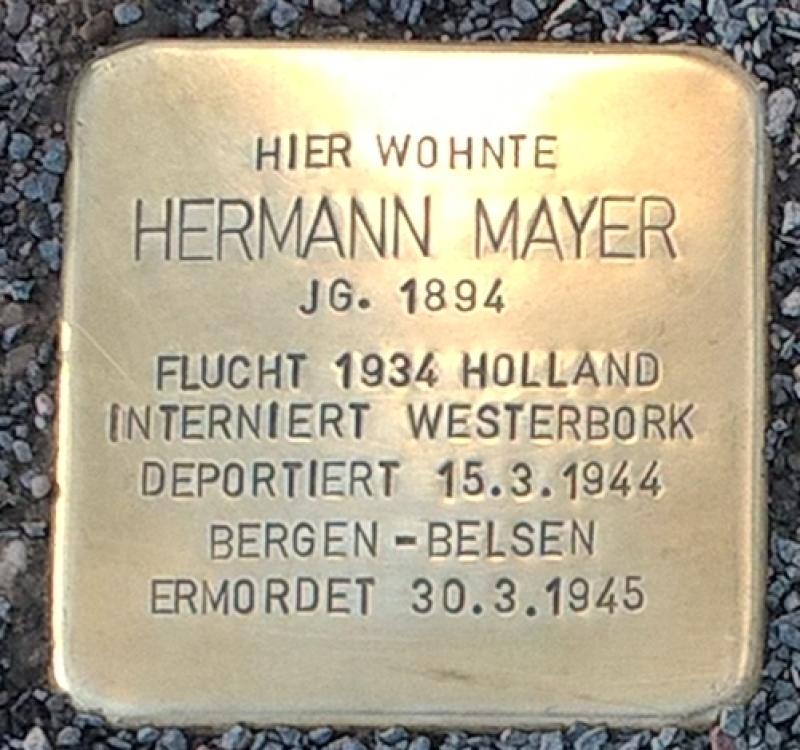 HIER WOHNTE
HERMANN MAYER
JG. 1894
FLUCHT 1934 HOLLAND
INTERNIERT WESTERBORK
DEPORTIERT 15.3.1944
BERGEN-BELSEN
ERMORDET 30.3.1945